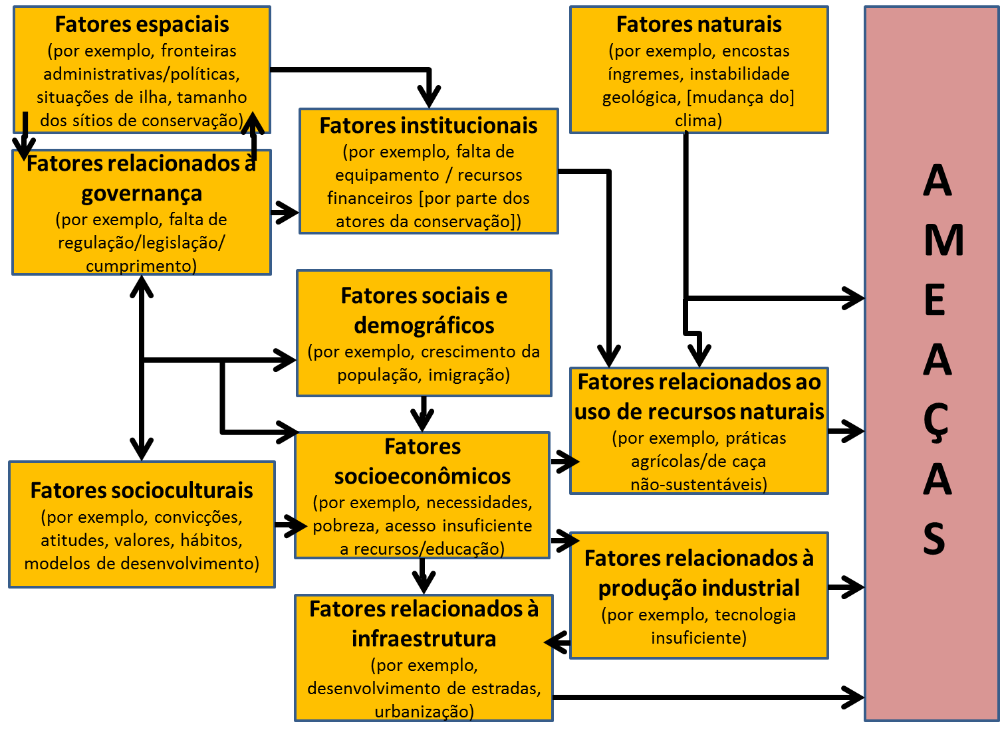 Fatores espaciais
(por exemplo, fronteiras
administrativas/políticas,
situações de ilha, tamanho
dos sítios de conservação)
Fatores naturais
(por exemplo, encostas
íngremes, instabilidade
geológica, [mudança do]
clima)
Fatores institucionais
(por exemplo, falta de
equipamento / recursos
financeiros [por parte dos
atores da conservação])
Fatores relacionados à
governança
(por exemplo, falta de
regulação/legislação/
cumprimento)
Fatores sociais e
demográficos
(por exemplo, crescimento da
população, imigração)
Fatores relacionados ao
uso de recursos naturais
(por exemplo, práticas
agrícolas/de caça
não-sustentáveis)
Fatores socioculturais
(por exemplo, convicções,
atitudes, valores, hábitos,
modelos de desenvolvimento)
Fatores
socioeconômicos
(por exemplo, necessidades,
pobreza, acesso insuficiente
a recursos/educação)
Fatores relacionados à
produção industrial
(por exemplo, tecnologia
insuficiente)
Fatores relacionados à
infraestrutura
(por exemplo,
desenvolvimento de estradas,
urbanização)
A
M
E
A
Ç
A
S